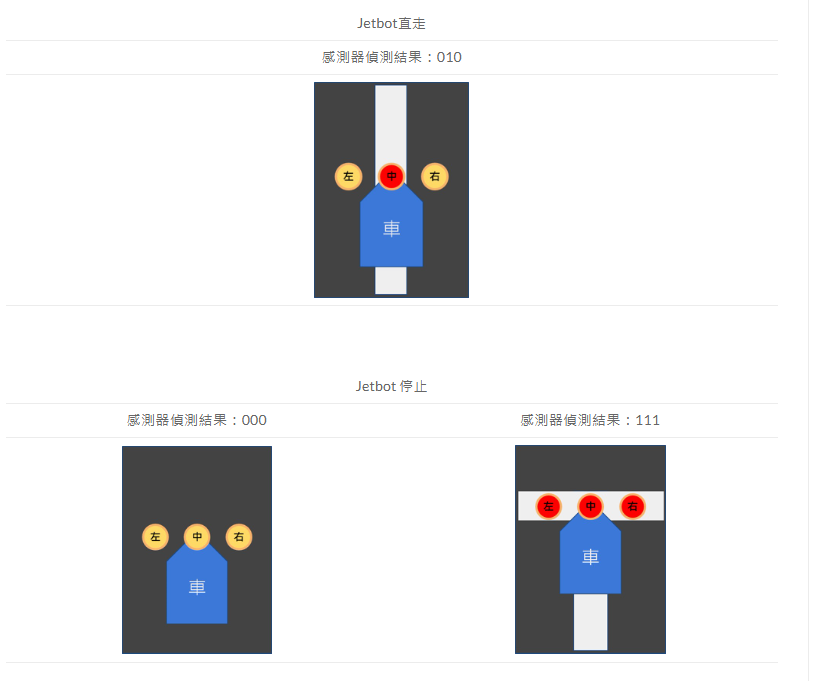 Jetbot直走
感測器偵測結果：010
左 中 右
車
Jetbot 停止
感測器偵測結果：000
感測器偵測結果：111
左 中 右
車
左 中 右
車